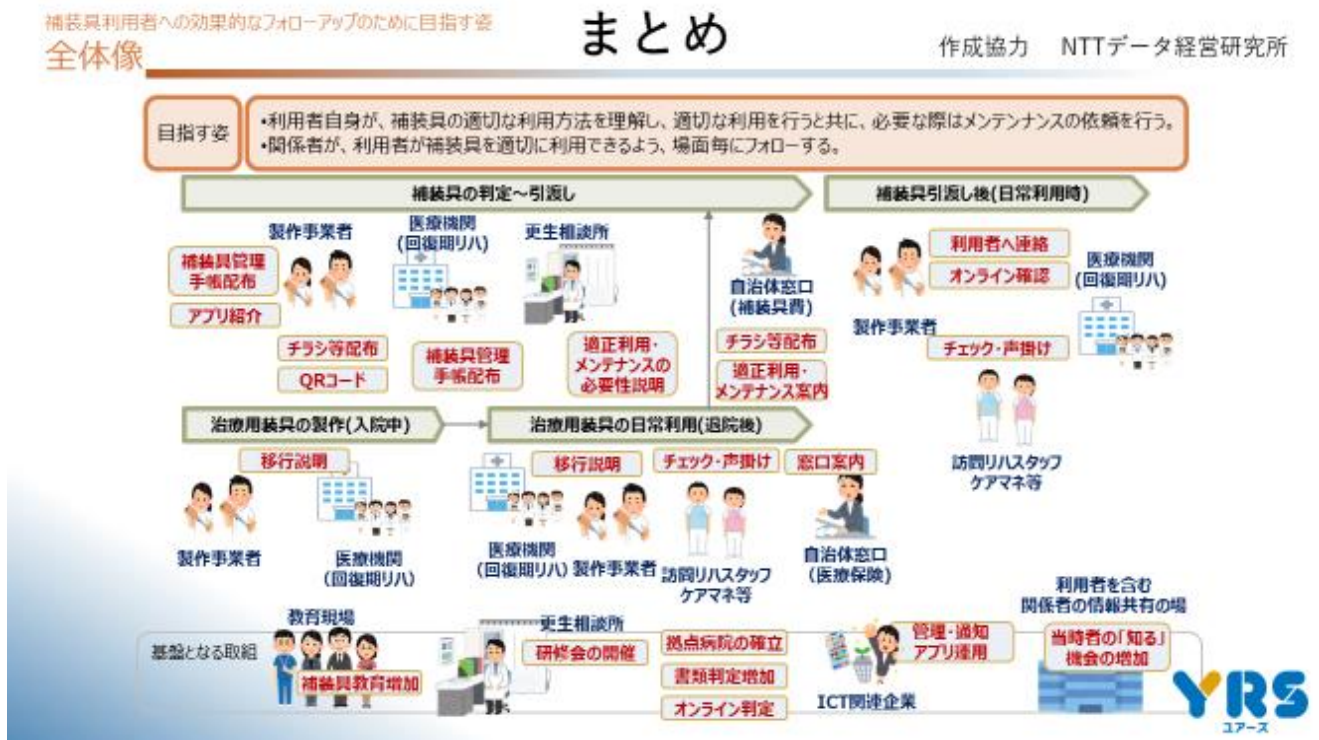 補装具利用者への効果的なフォローアップのために目指す姿
全体像
まとめ
作成協力 NTTデータ経営研究所
目指す姿
•利用者自身が、補装具の適切な利用方法を理解し、適切な利用を行うと共に、必要な際はメンテンナンスの依頼を行う。
•関係者が、利用者が補装具を適切に利用できるよう、場面毎にフォローする。
補装具の判定～引渡し
製作事業者
補装具管理
手帳配布
アプリ紹介
チラシ等配布
QRコード
医療機関
(回復期リハ)
補装具管理
手帳配布
更生相談所
適正利用・
メンテナンスの
必要性説明
自治体窓口
(補装具費)
チラシ等配布
適正利用・
メンテナンス案内
補装具引渡し後(日常利用時)
利用者へ連絡
オンライン確認
製作事業者
医療機関
(回復期リハ)
チェック・声掛け
訪問リハスタッフ
ケアマネ等
治療用装具の製作(入院中)
移行説明
製作事業者
医療機関
(回復期リハ)
治療用装具の日常利用(退院後)
移行説明
チェック・声掛け
窓口案内
医療機関
(回復期リハ)
製作事業者
訪問リハスタッフ
ケアマネ等
自治体窓口
(医療保険)
基盤となる取組
教育現場
補装具教育増加
更生相談所
研修会の開催
拠点病院の確立
書類判定増加
オンライン判定
管理・通知
アプリ運用
ICT関連企業
利用者を含む
関係者の情報共有の場
当時者の「知る」
機会の増加
YRS
ユアーズ